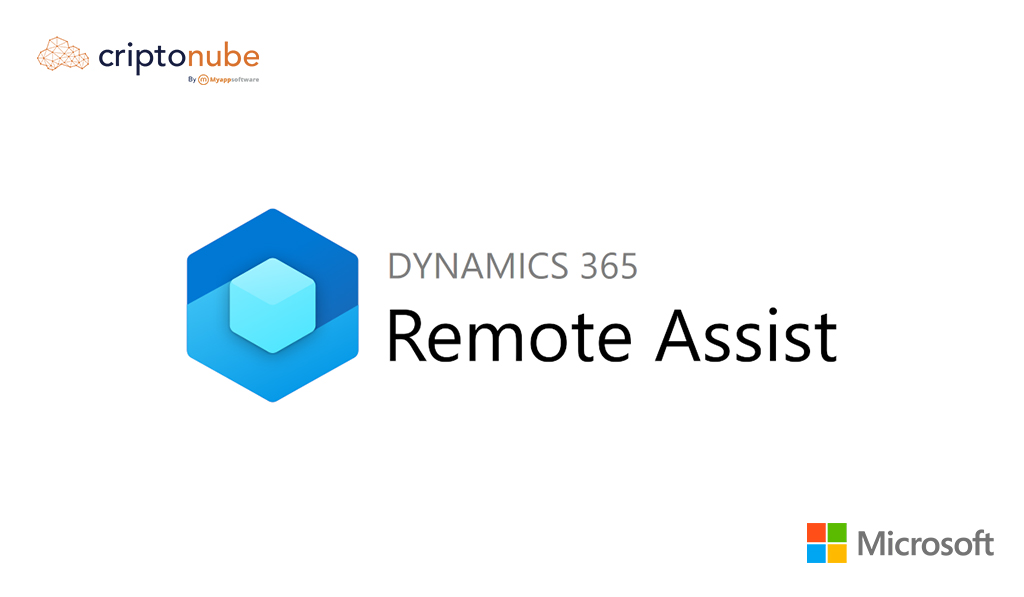 criptonube
By m Myappsoftware
DYNAMICS 365
Remote Assist
Microsoft